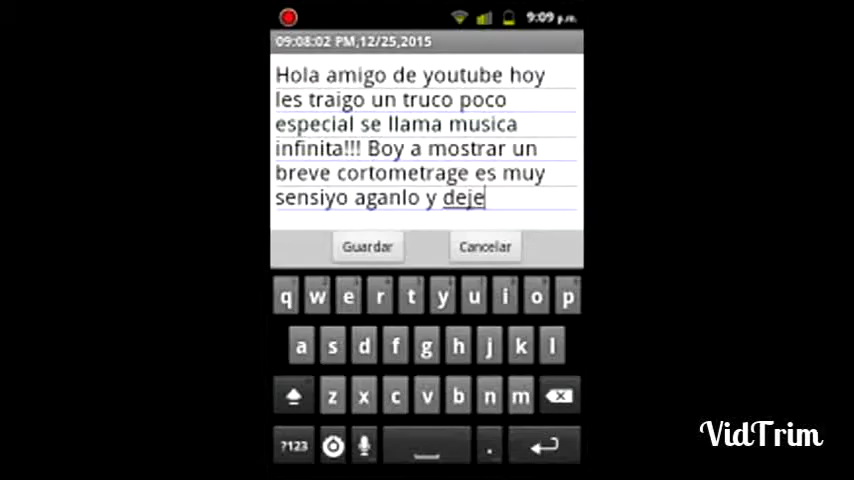 9:09 p.m.
09:08:02 PM,12/25,2015
Hola amigo de youtube hoy
les traigo un truco poco
especial se llama musica
infinita!!! Boy a mostrar un
breve cortometrage es muy
sensiyo aganlo y deje
Guardar Cancelar
q w e r t y u i o p
a s d f g h j k l
z x c v b n m
?123 .
VidTrim